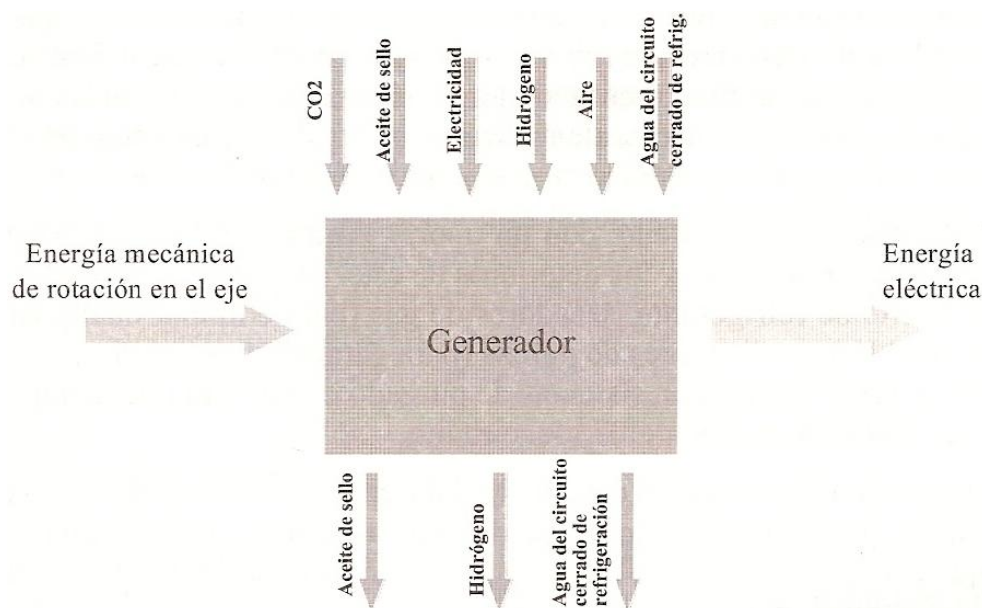 CO2
Aceite de sello
Electricidad
Hidrógeno
Aire
Agua del circuito
cerrado de refrig.
Energía mecánica
de rotación en el eje
Generador
Energía
eléctrica
Aceite de sello
Hidrógeno
Agua del circuito
cerrado de
refrigeración